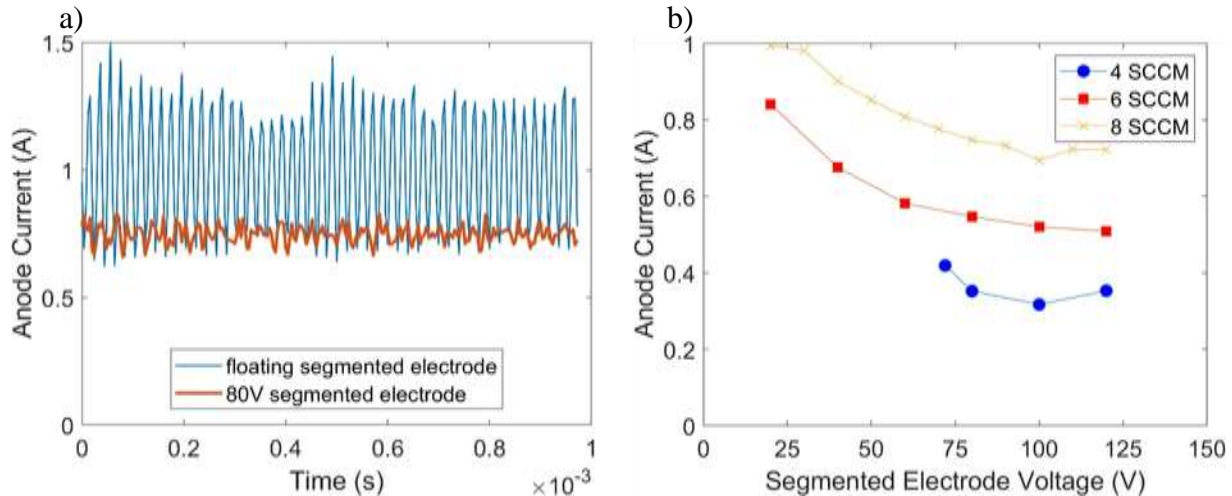 a)
1.5
1
0.5
0
Anode Current (A)
floating segmented electrode
80V segmented electrode
0 0.2 0.4 0.6 0.8 1
Time (s)
×10⁻³
b)
1
0.8
0.6
0.4
0.2
0
Anode Current (A)
4 SCCM
6 SCCM
8 SCCM
0 25 50 75 100 125 150
Segmented Electrode Voltage (V)